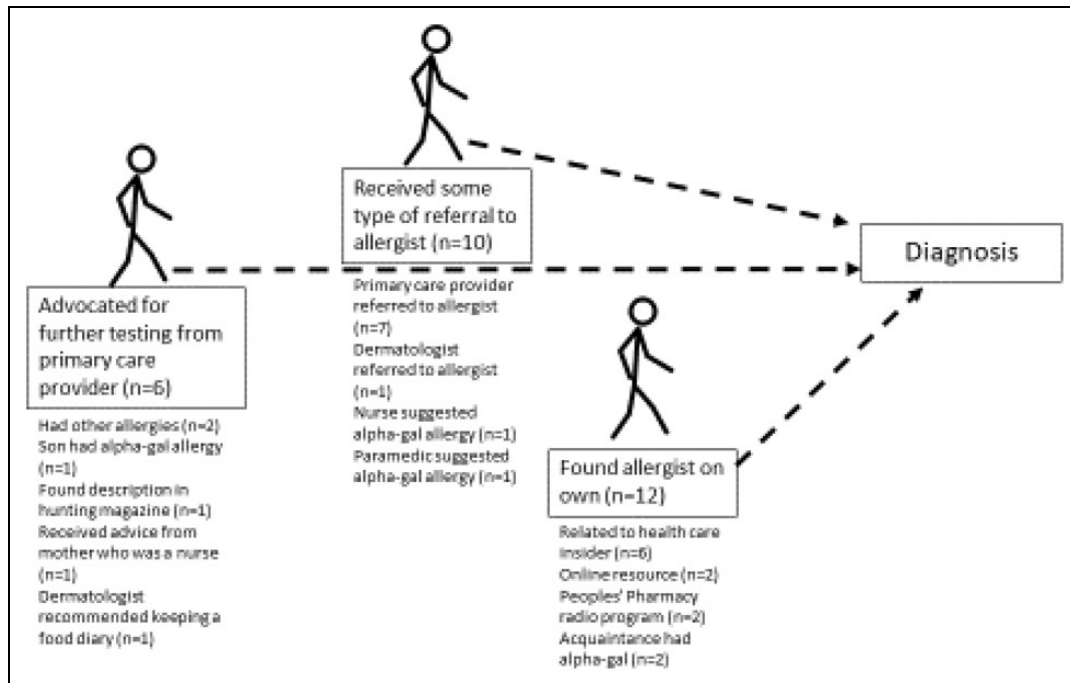 Received some
type of referral to
allergist (n=10)
Primary care provider
referred to allergist
(n=7)
Dermatologist
referred to allergist
(n=1)
Nurse suggested
alpha-gal allergy (n=1)
Paramedic suggested
alpha-gal allergy (n=1)
Advocated for
further testing from
primary care
provider (n=6)
Had other allergies (n=2)
Son had alpha-gal allergy
(n=1)
Found description in
hunting magazine (n=1)
Received advice from
mother who was a nurse
(n=1)
Dermatologist
recommended keeping a
food diary (n=1)
Found allergist on
own (n=12)
Related to health care
insider (n=6)
Online resource (n=2)
Peoples' Pharmacy
radio program (n=2)
Acquaintance had
alpha-gal (n=2)
Diagnosis